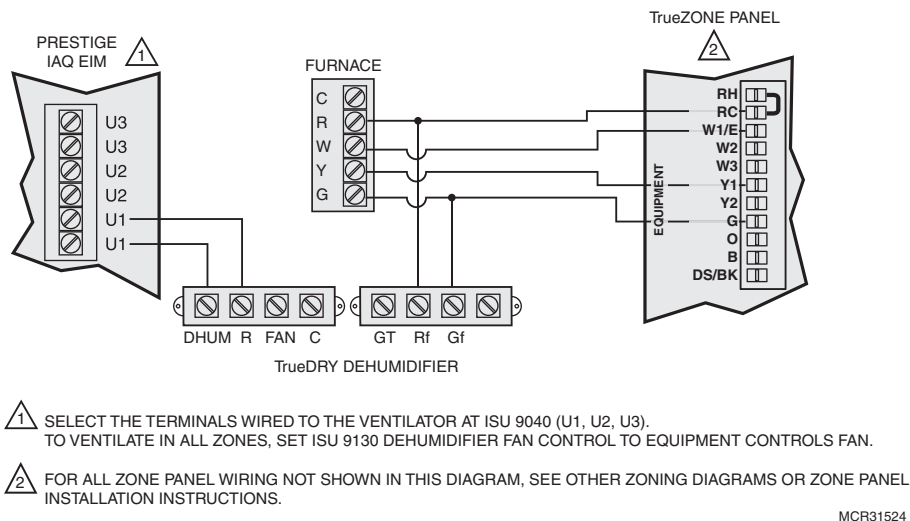 PRESTIGE
IAQ EIM
1
U3
U3
U2
U2
U1
U1
FURNACE
C
R
W
Y
G
TrueZONE PANEL
2
RH
RC
W1/E
W2
W3
Y1
Y2
G
O
B
DS/BK
EQUIPMENT
DHUM R FAN C
GT Rf Gf
TrueDRY DEHUMIDIFIER
1 SELECT THE TERMINALS WIRED TO THE VENTILATOR AT ISU 9040 (U1, U2, U3).
TO VENTILATE IN ALL ZONES, SET ISU 9130 DEHUMIDIFIER FAN CONTROL TO EQUIPMENT CONTROLS FAN.
2 FOR ALL ZONE PANEL WIRING NOT SHOWN IN THIS DIAGRAM, SEE OTHER ZONING DIAGRAMS OR ZONE PANEL
INSTALLATION INSTRUCTIONS.
MCR31524